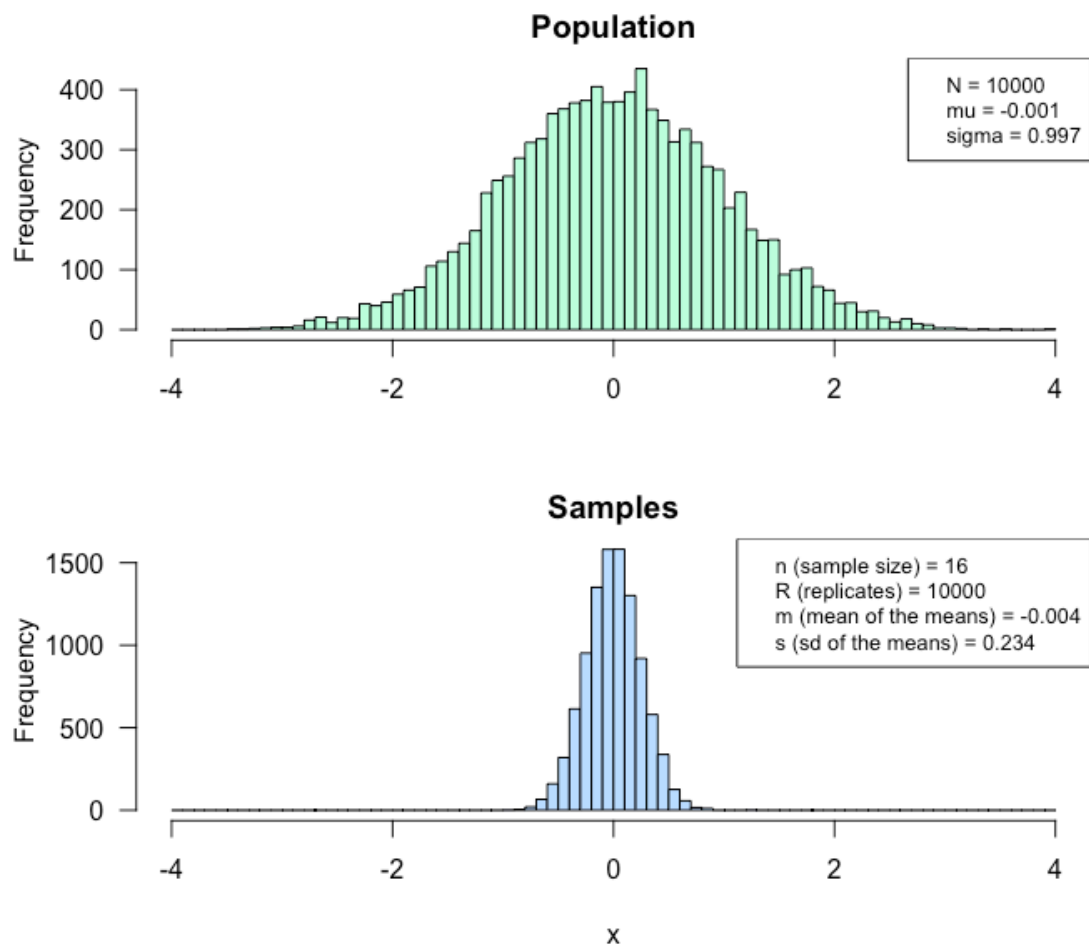 Population
N = 10000
mu = -0.001
sigma = 0.997
Frequency
400
300
200
100
0
-4 -2 0 2 4
Samples
n (sample size) = 16
R (replicates) = 10000
m (mean of the means) = -0.004
s (sd of the means) = 0.234
Frequency
1500
1000
500
0
-4 -2 0 2 4
x